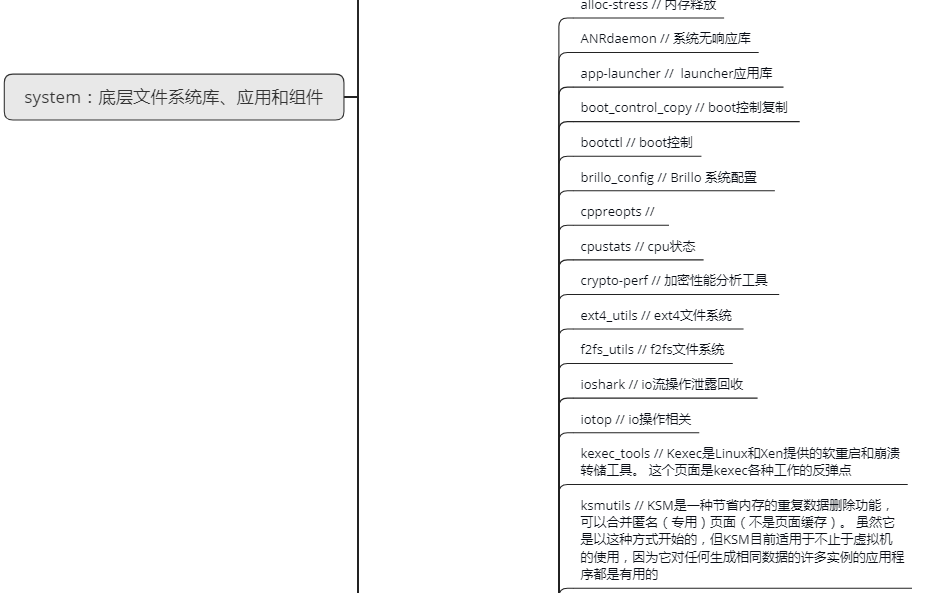 alloc-stress // 内存释放
ANRdaemon // 系统无响应库
app-launcher //  launcher应用库
system：底层文件系统库、应用和组件
boot_control_copy // boot控制复制
bootctl // boot控制
brillo_config // Brillo 系统配置
cppreopts //
cpustats // cpu状态
crypto-perf // 加密性能分析工具
ext4_utils // ext4文件系统
f2fs_utils // f2fs文件系统
ioshark // io流操作泄露回收
iotop // io操作相关
kexec_tools // Kexec是Linux和Xen提供的软重启和崩溃
转储工具。 这个页面是kexec各种工作的反弹点
ksmutils // KSM是一种节省内存的重复数据删除功能，
可以合并匿名（专用）页面（不是页面缓存）。 虽然它
是以这种方式开始的，但KSM目前适用于不止于虚拟机
的使用，因为它对任何生成相同数据的许多实例的应用程
序都是有用的